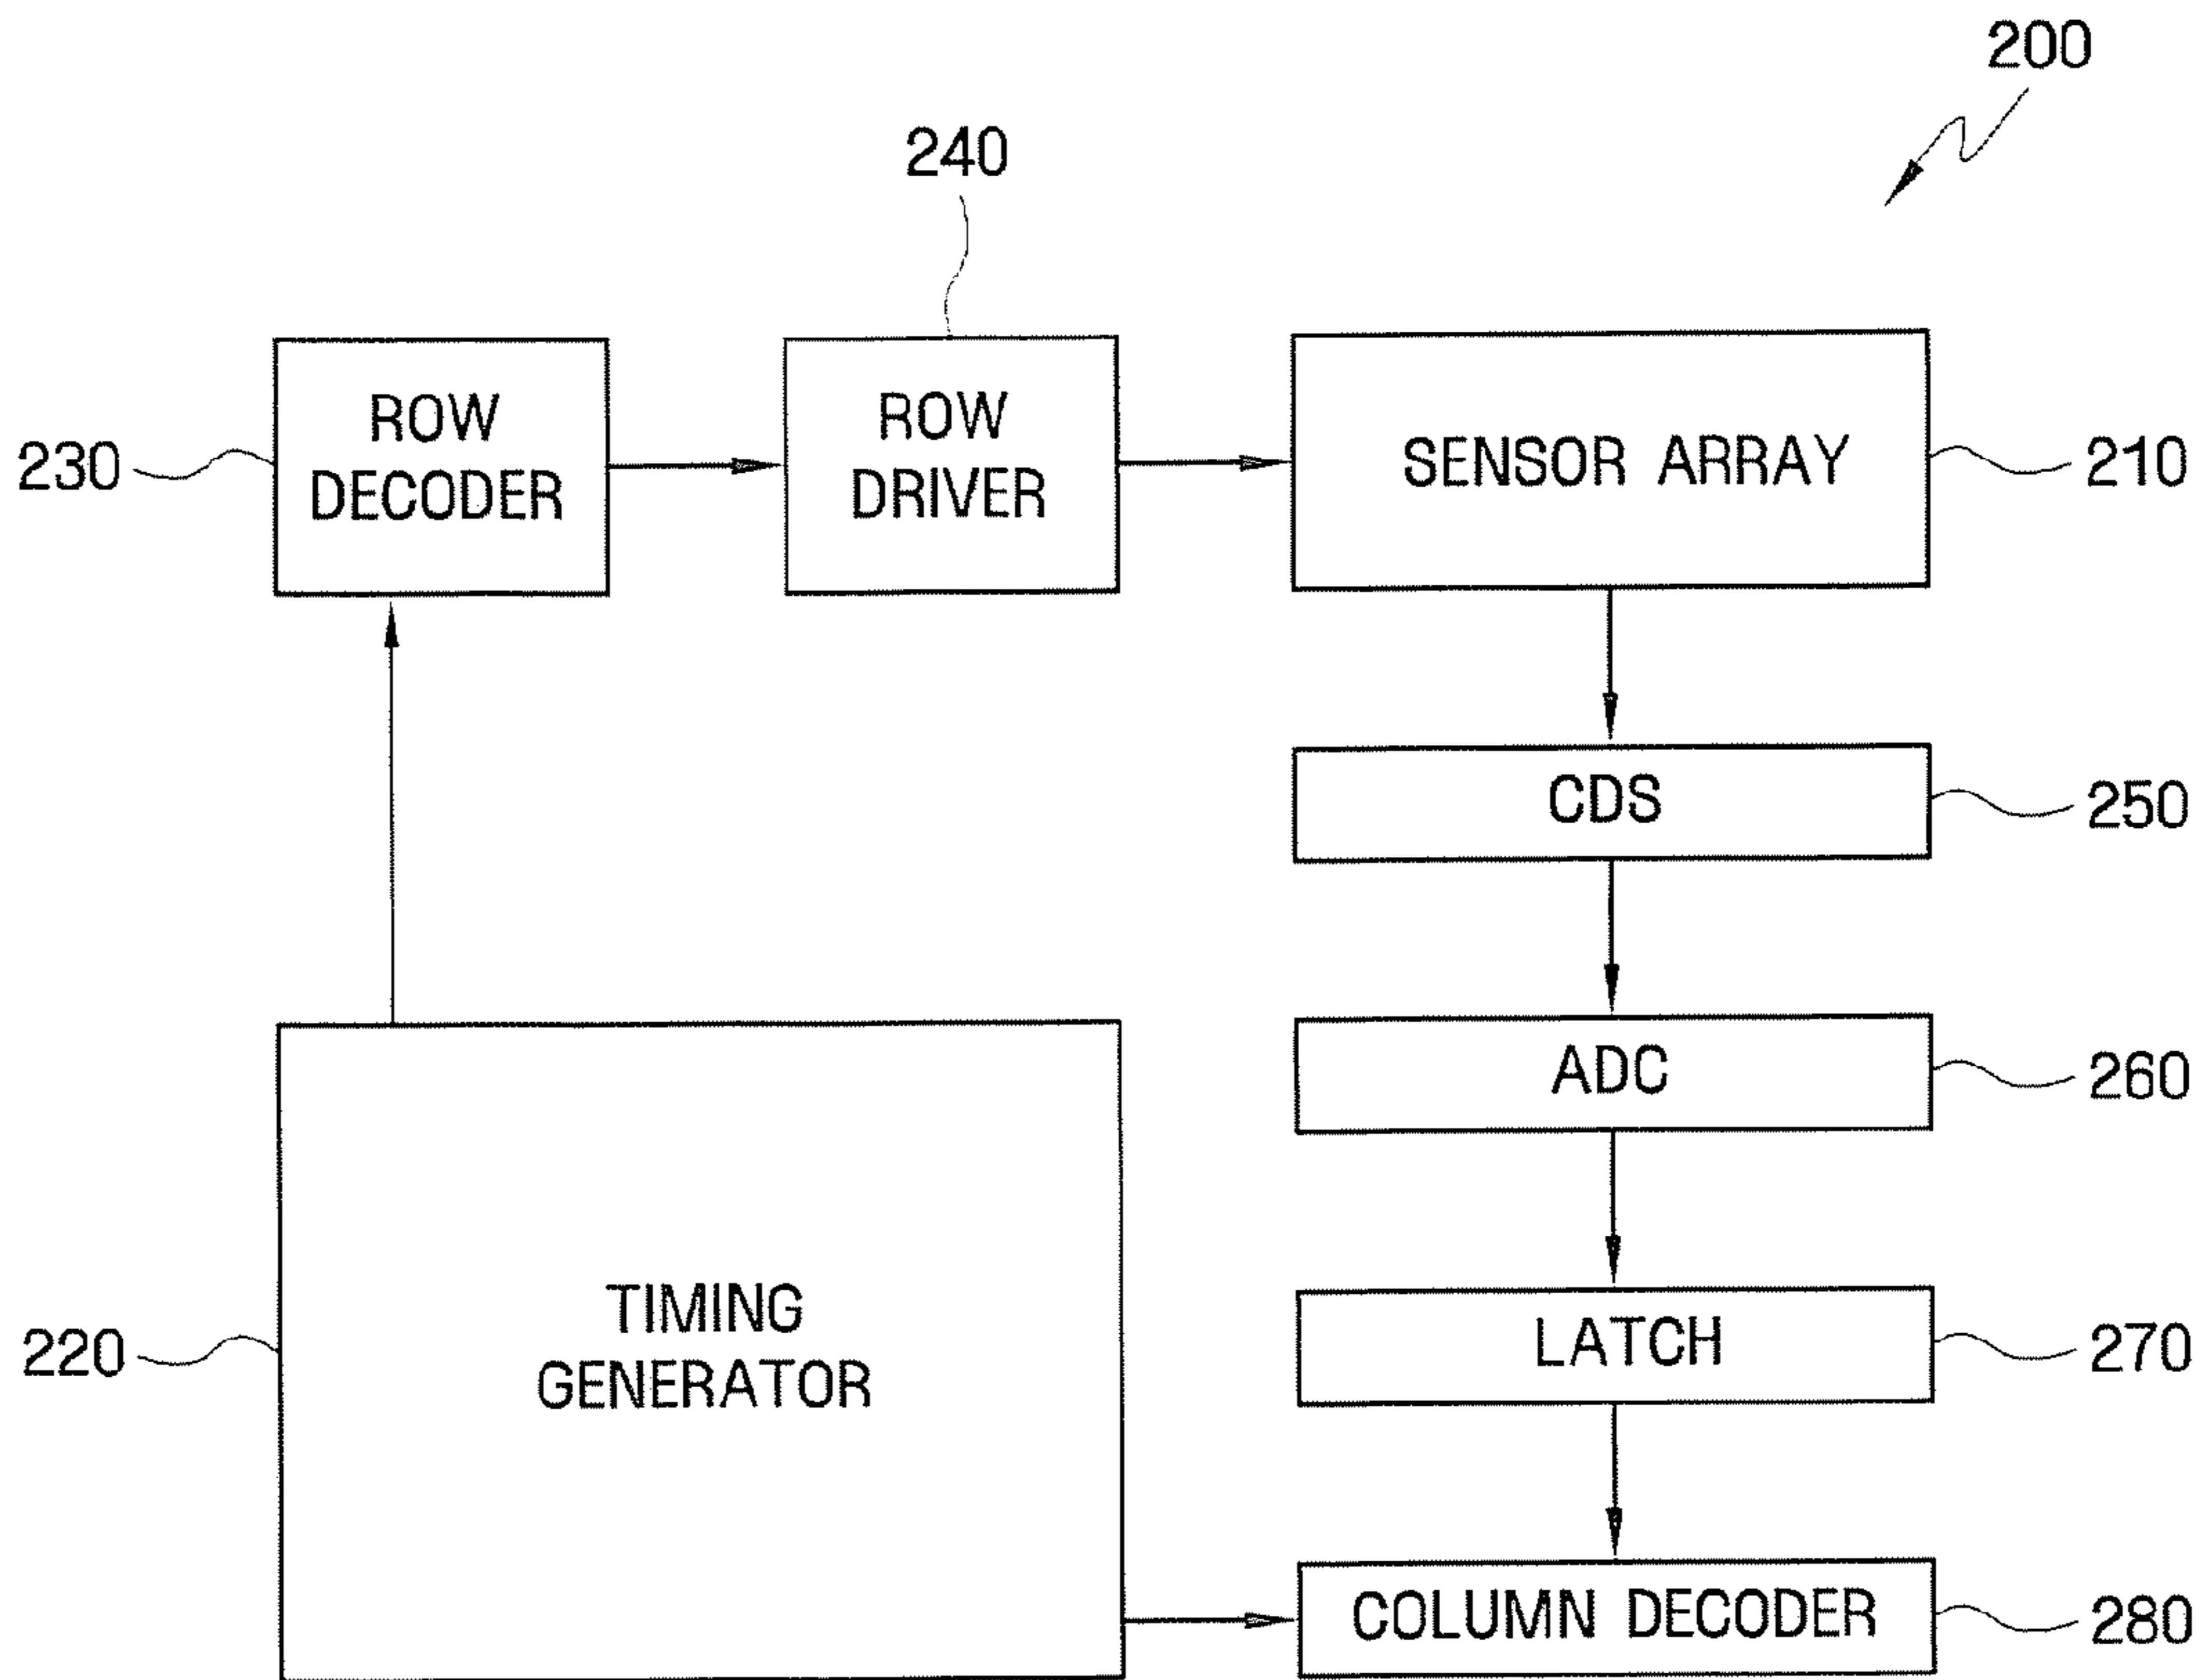 200
240
230
ROW
DECODER
ROW
DRIVER
SENSOR ARRAY
210
CDS
250
ADC
260
220
TIMING
GENERATOR
LATCH
270
COLUMN DECODER
280